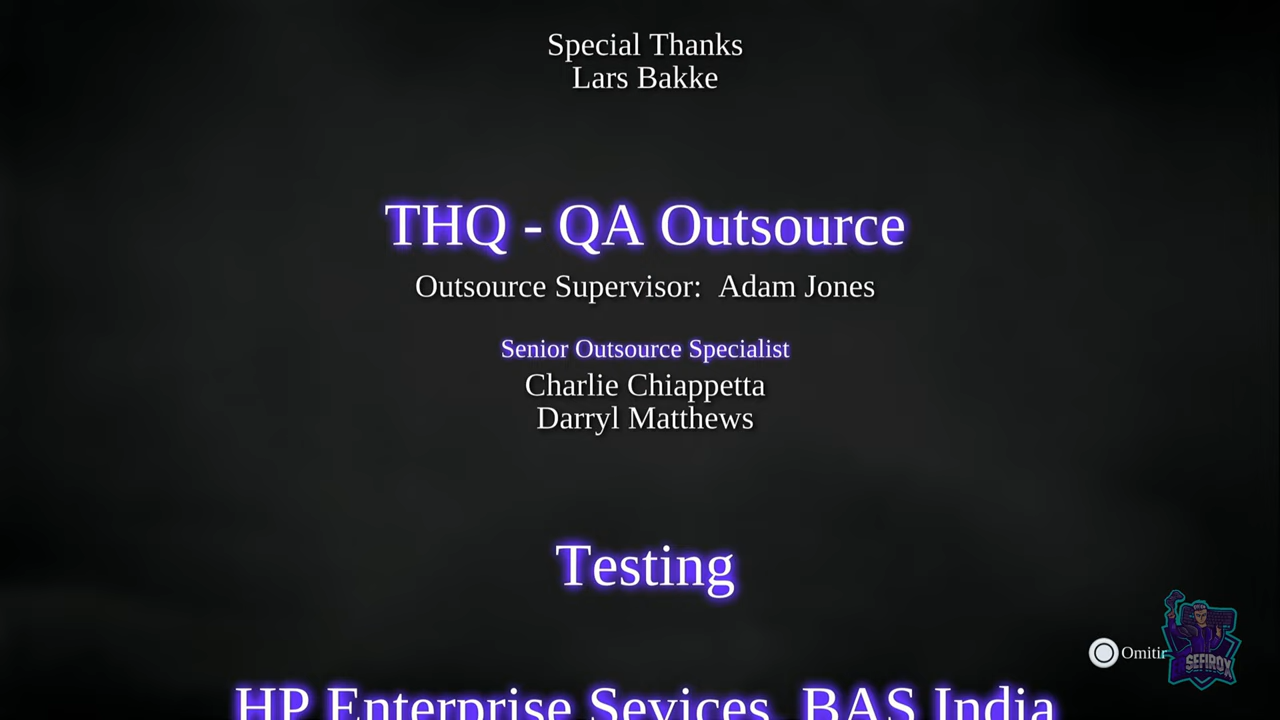 Special Thanks
Lars Bakke
THQ - QA Outsource
Outsource Supervisor:  Adam Jones
Senior Outsource Specialist
Charlie Chiappetta
Darryl Matthews
Testing
HP Enterprise Sevices, BAS India
Omitir
SEFIROX